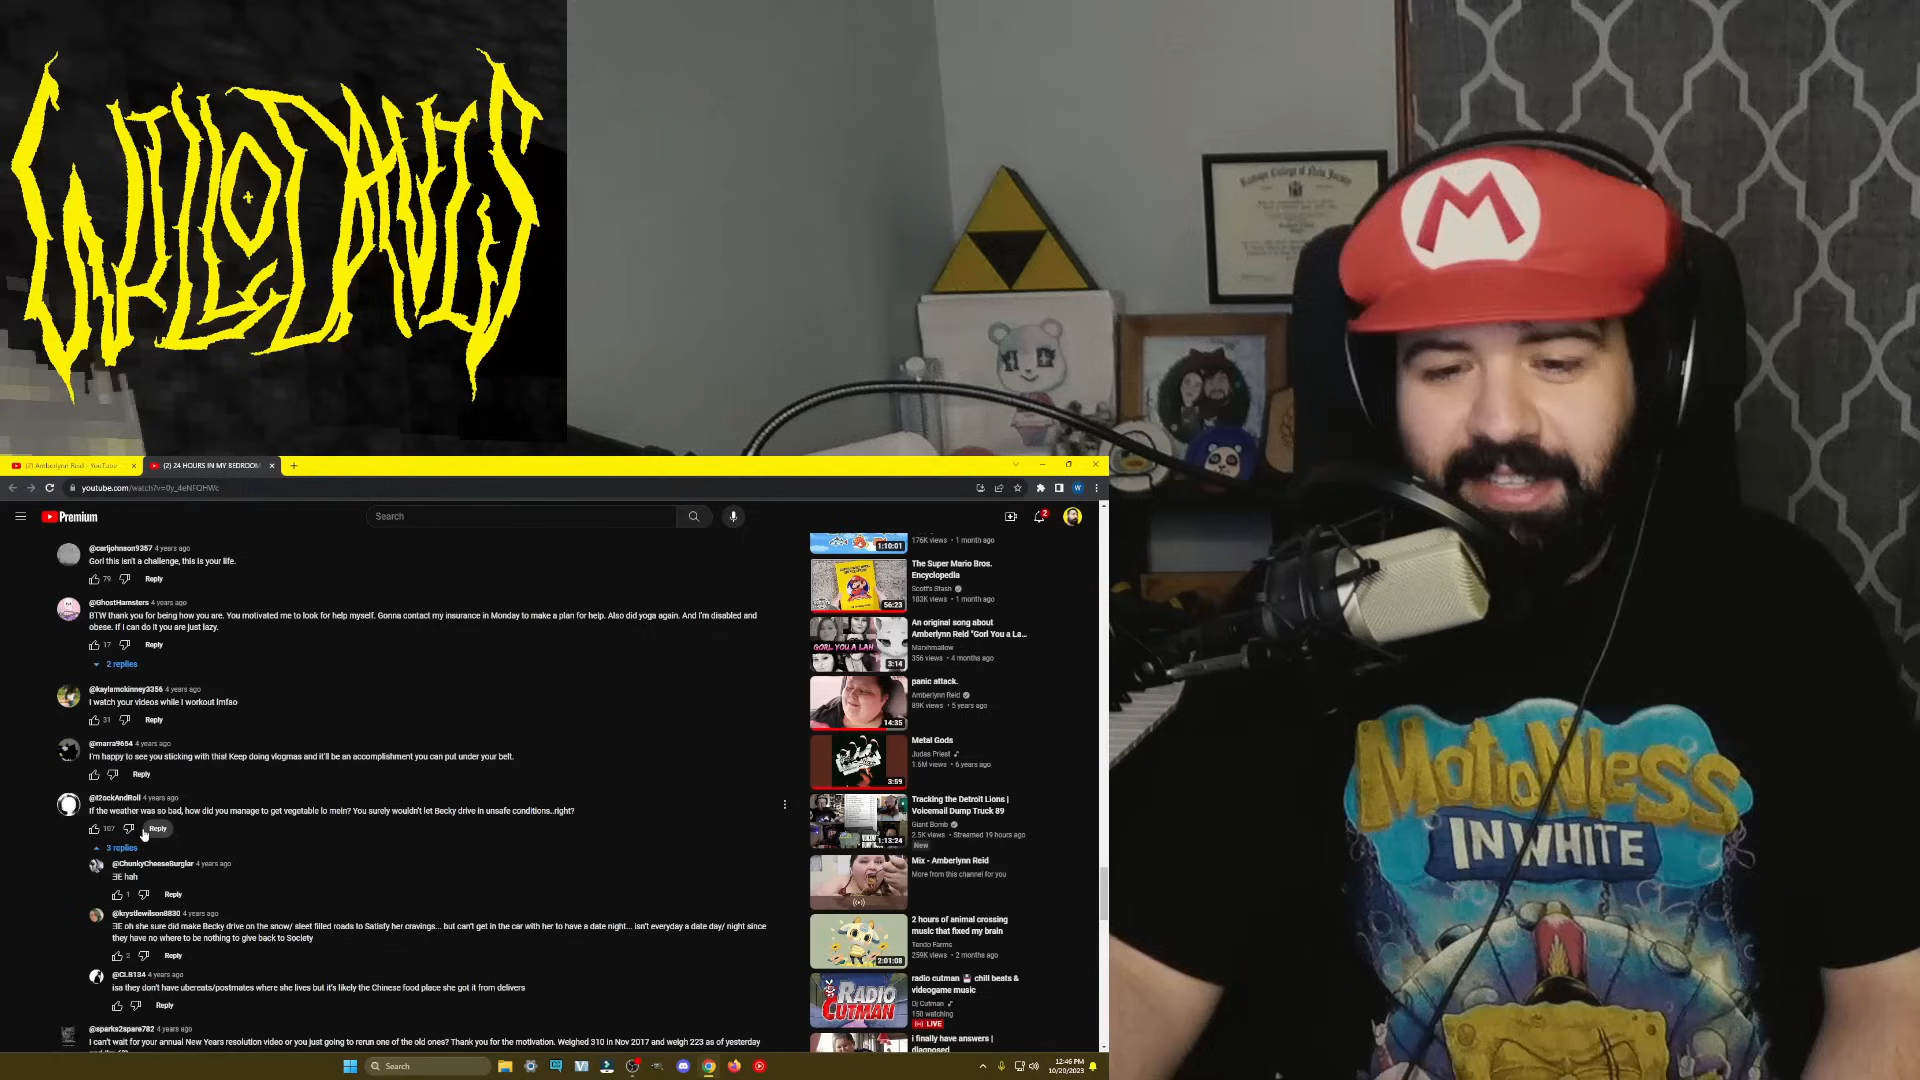 M
MOTIONLESS
IN WHITE
(2) Amberlynn Reid - YouTube
(2) 24 HOURS IN MY BEDROOM
youtube.com/watch?v=0y_4eNFQHWc
W
Premium
Search
2
@carljohnson9357 4 years ago
Gorl this isn't a challenge, this is your life.
79 Reply
@GhostHamsters 4 years ago
BTW thank you for being how you are. You motivated me to look for help myself. Gonna contact my insurance in Monday to make a plan for help. Also did yoga again. And I'm disabled and
obese. If I can do it you are just lazy.
17 Reply
2 replies
@kaylamckinney3356 4 years ago
I watch your videos while I workout lmfao
31 Reply
@marra9654 4 years ago
I'm happy to see you sticking with this! Keep doing vlogmas and it'll be an accomplishment you can put under your belt.
Reply
@I2ockAndRoll 4 years ago
If the weather was so bad, how did you manage to get vegetable lo mein? You surely wouldn't let Becky drive in unsafe conditions..right?
107 Reply
3 replies
@ChunkyCheeseBurglar 4 years ago
ƎE hah
1 Reply
@krystlewilson8830 4 years ago
ƎE oh she sure did make Becky drive on the snow/ sleet filled roads to Satisfy her cravings... but can't get in the car with her to have a date night... isn't everyday a date day/ night since
they have no where to be nothing to give back to Society
2 Reply
@CLB134 4 years ago
isa they don't have ubereats/postmates where she lives but it's likely the Chinese food place she got it from delivers
Reply
@sparks2spare782 4 years ago
I can't wait for your annual New Years resolution video or you just going to rerun one of the old ones? Thank you for the motivation. Weighed 310 in Nov 2017 and weigh 223 as of yesterday
1:10:01
176K views • 1 month ago
56:23
The Super Mario Bros.
Encyclopedia
Scott's Stash
183K views • 1 month ago
GORL YOU A LAH
3:14
An original song about
Amberlynn Reid "Gorl You a La...
Marxhmallow
356 views • 4 months ago
14:35
panic attack.
Amberlynn Reid
89K views • 5 years ago
3:59
Metal Gods
Judas Priest
1.5M views • 6 years ago
1:13:24
Tracking the Detroit Lions |
Voicemail Dump Truck 89
Giant Bomb
2.5K views • Streamed 19 hours ago
New
Mix - Amberlynn Reid
More from this channel for you
2:01:08
2 hours of animal crossing
music that fixed my brain
Tendo Farms
259K views • 2 months ago
RADIO
CUTMAN
radio cutman 💾 chill beats &
videogame music
Dj Cutman
150 watching
LIVE
i finally have answers |
diagnosed
Search
12:46 PM
10/20/2023